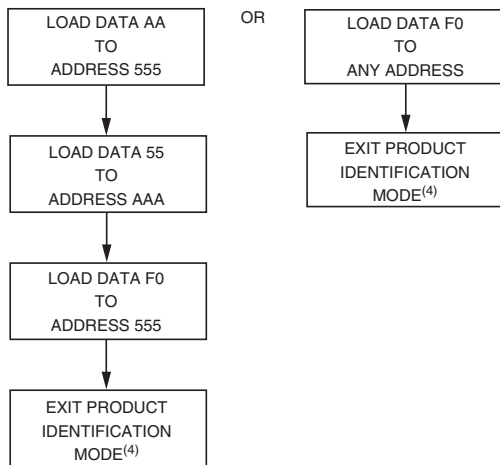 LOAD DATA AA
TO
ADDRESS 555
LOAD DATA 55
TO
ADDRESS AAA
LOAD DATA F0
TO
ADDRESS 555
EXIT PRODUCT
IDENTIFICATION
MODE(4)
OR
LOAD DATA F0
TO
ANY ADDRESS
EXIT PRODUCT
IDENTIFICATION
MODE(4)